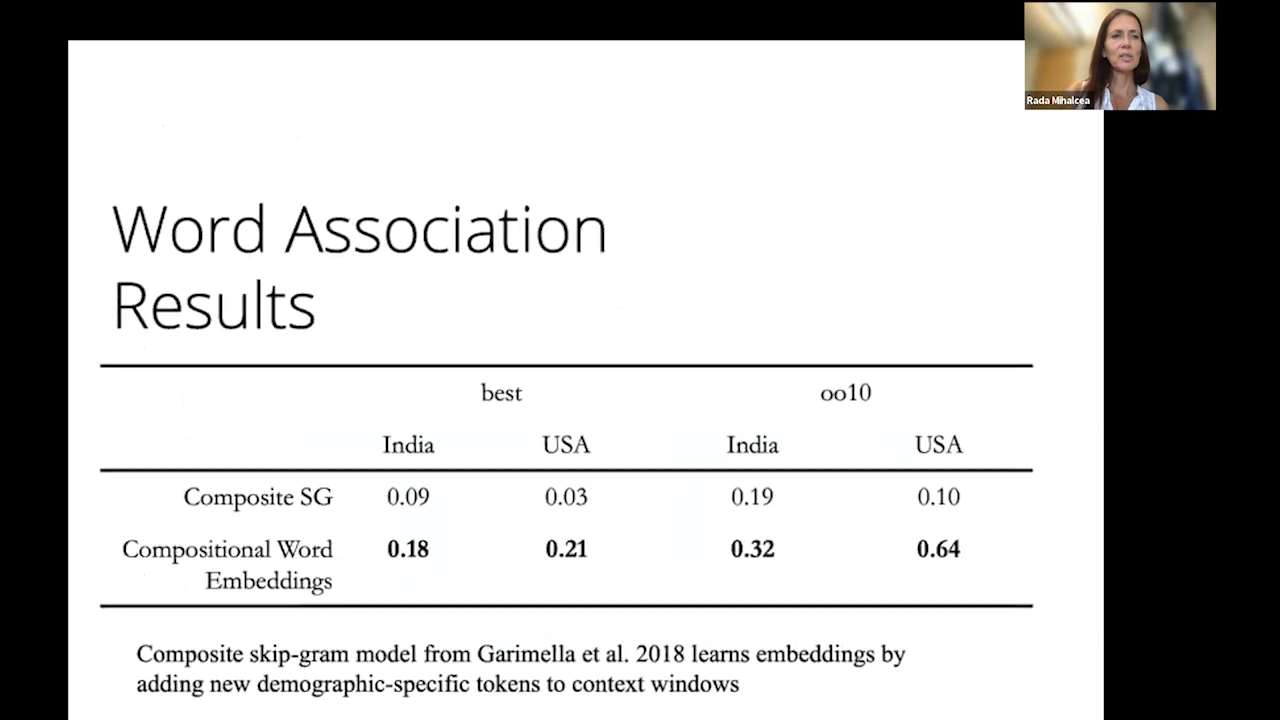 Rada Mihalcea
Word Association
Results
best oo10
India USA India USA
Composite SG 0.09 0.03 0.19 0.10
Compositional Word 0.18 0.21 0.32 0.64
Embeddings
Composite skip-gram model from Garimella et al. 2018 learns embeddings by
adding new demographic-specific tokens to context windows